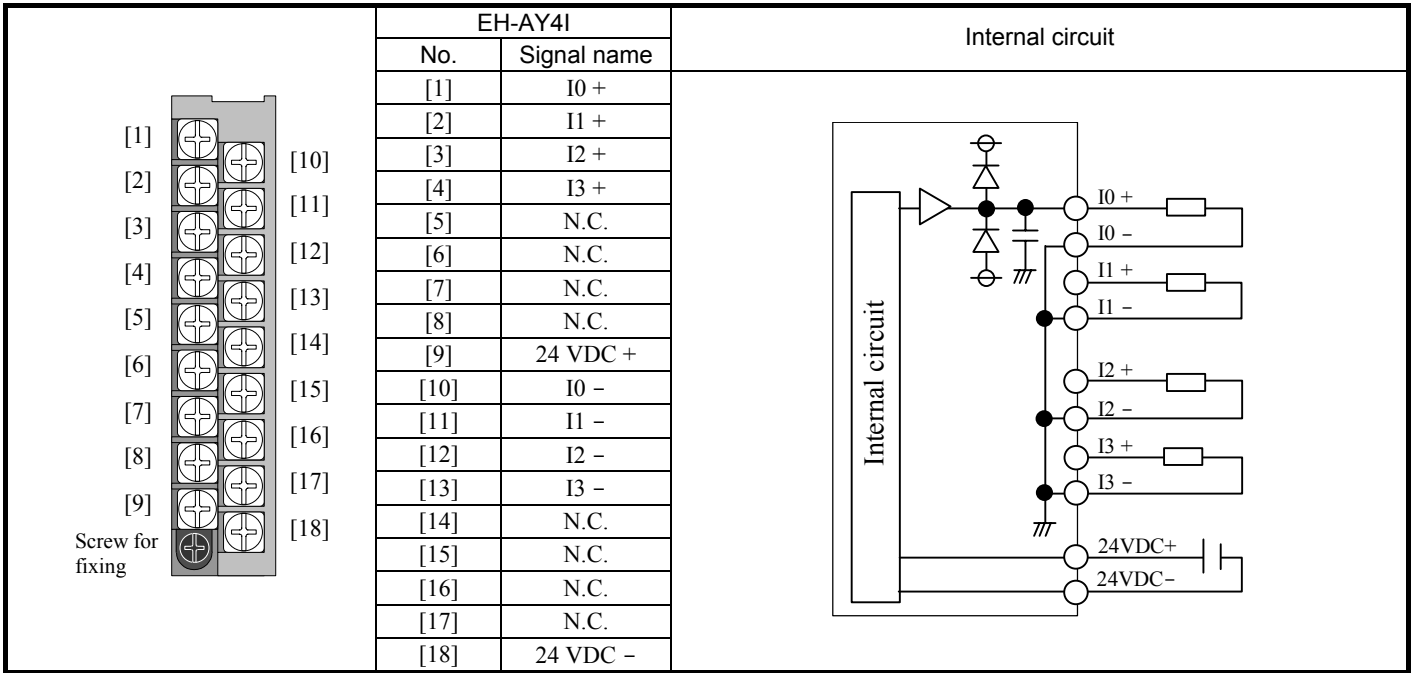 EH-AY4I
Internal circuit
No. Signal name
[1] I0 +
[2] I1 +
[3] I2 +
[4] I3 +
[5] N.C.
[6] N.C.
[7] N.C.
[8] N.C.
[9] 24 VDC +
[10] I0 −
[11] I1 −
[12] I2 −
[13] I3 −
[14] N.C.
[15] N.C.
[16] N.C.
[17] N.C.
[18] 24 VDC −
[1]
[2]
[3]
[4]
[5]
[6]
[7]
[8]
[9]
Screw for
fixing
[10]
[11]
[12]
[13]
[14]
[15]
[16]
[17]
[18]
Internal circuit
I0 +
I0 −
I1 +
I1 −
I2 +
I2 −
I3 +
I3 −
24VDC+
24VDC−